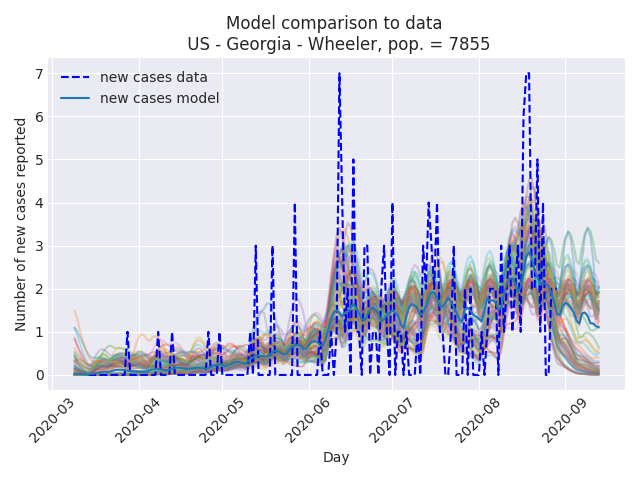 Model comparison to data
US - Georgia - Wheeler, pop. = 7855
new cases data
new cases model
Number of new cases reported
7
6
5
4
3
2
1
0
2020-03
2020-04
2020-05
2020-06
2020-07
2020-08
2020-09
Day